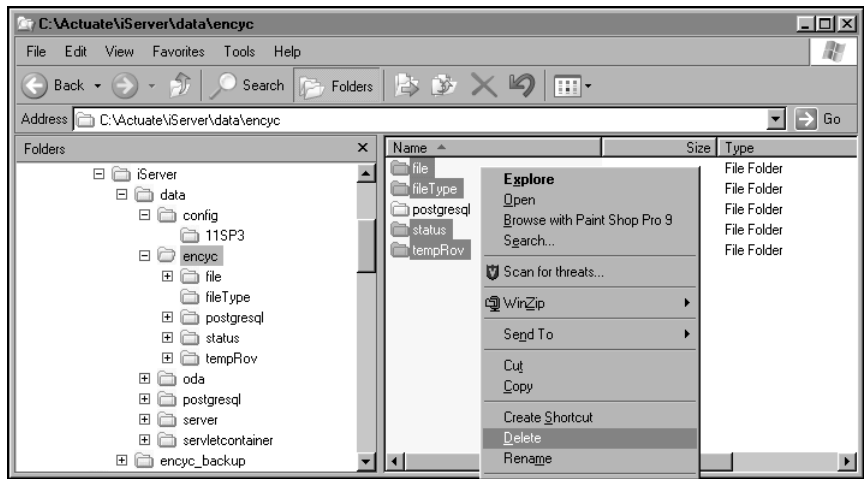 C:\Actuate\iServer\data\encyc
File Edit View Favorites Tools Help
Back Search Folders
Address C:\Actuate\iServer\data\encyc Go
Folders
iServer
data
config
11SP3
encyc
file
fileType
postgresql
status
tempRov
oda
postgresql
server
servletcontainer
encyc_backup
Name Size Type
file File Folder
fileType File Folder
postgresql File Folder
status File Folder
tempRov File Folder
Explore
Open
Browse with Paint Shop Pro 9
Search...
Scan for threats...
WinZip
Send To
Cut
Copy
Create Shortcut
Delete
Rename